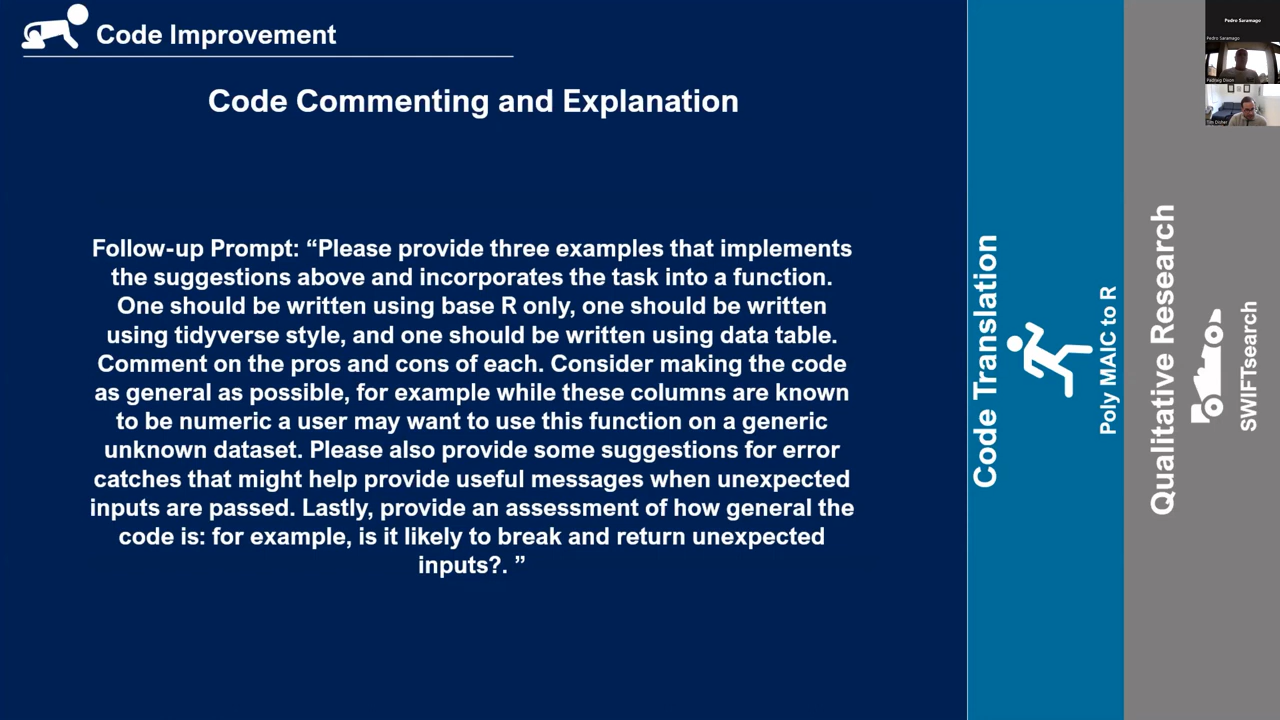 Code Improvement
Code Commenting and Explanation
Follow-up Prompt: “Please provide three examples that implements
the suggestions above and incorporates the task into a function.
One should be written using base R only, one should be written
using tidyverse style, and one should be written using data table.
Comment on the pros and cons of each. Consider making the code
as general as possible, for example while these columns are known
to be numeric a user may want to use this function on a generic
unknown dataset. Please also provide some suggestions for error
catches that might help provide useful messages when unexpected
inputs are passed. Lastly, provide an assessment of how general the
code is: for example, is it likely to break and return unexpected
inputs?. ”
Code Translation
Poly MAIC to R
Qualitative Research
SWIFTsearch
Pedro Saramago
Pedro Saramago
Padraig Dixon
Tim Disher